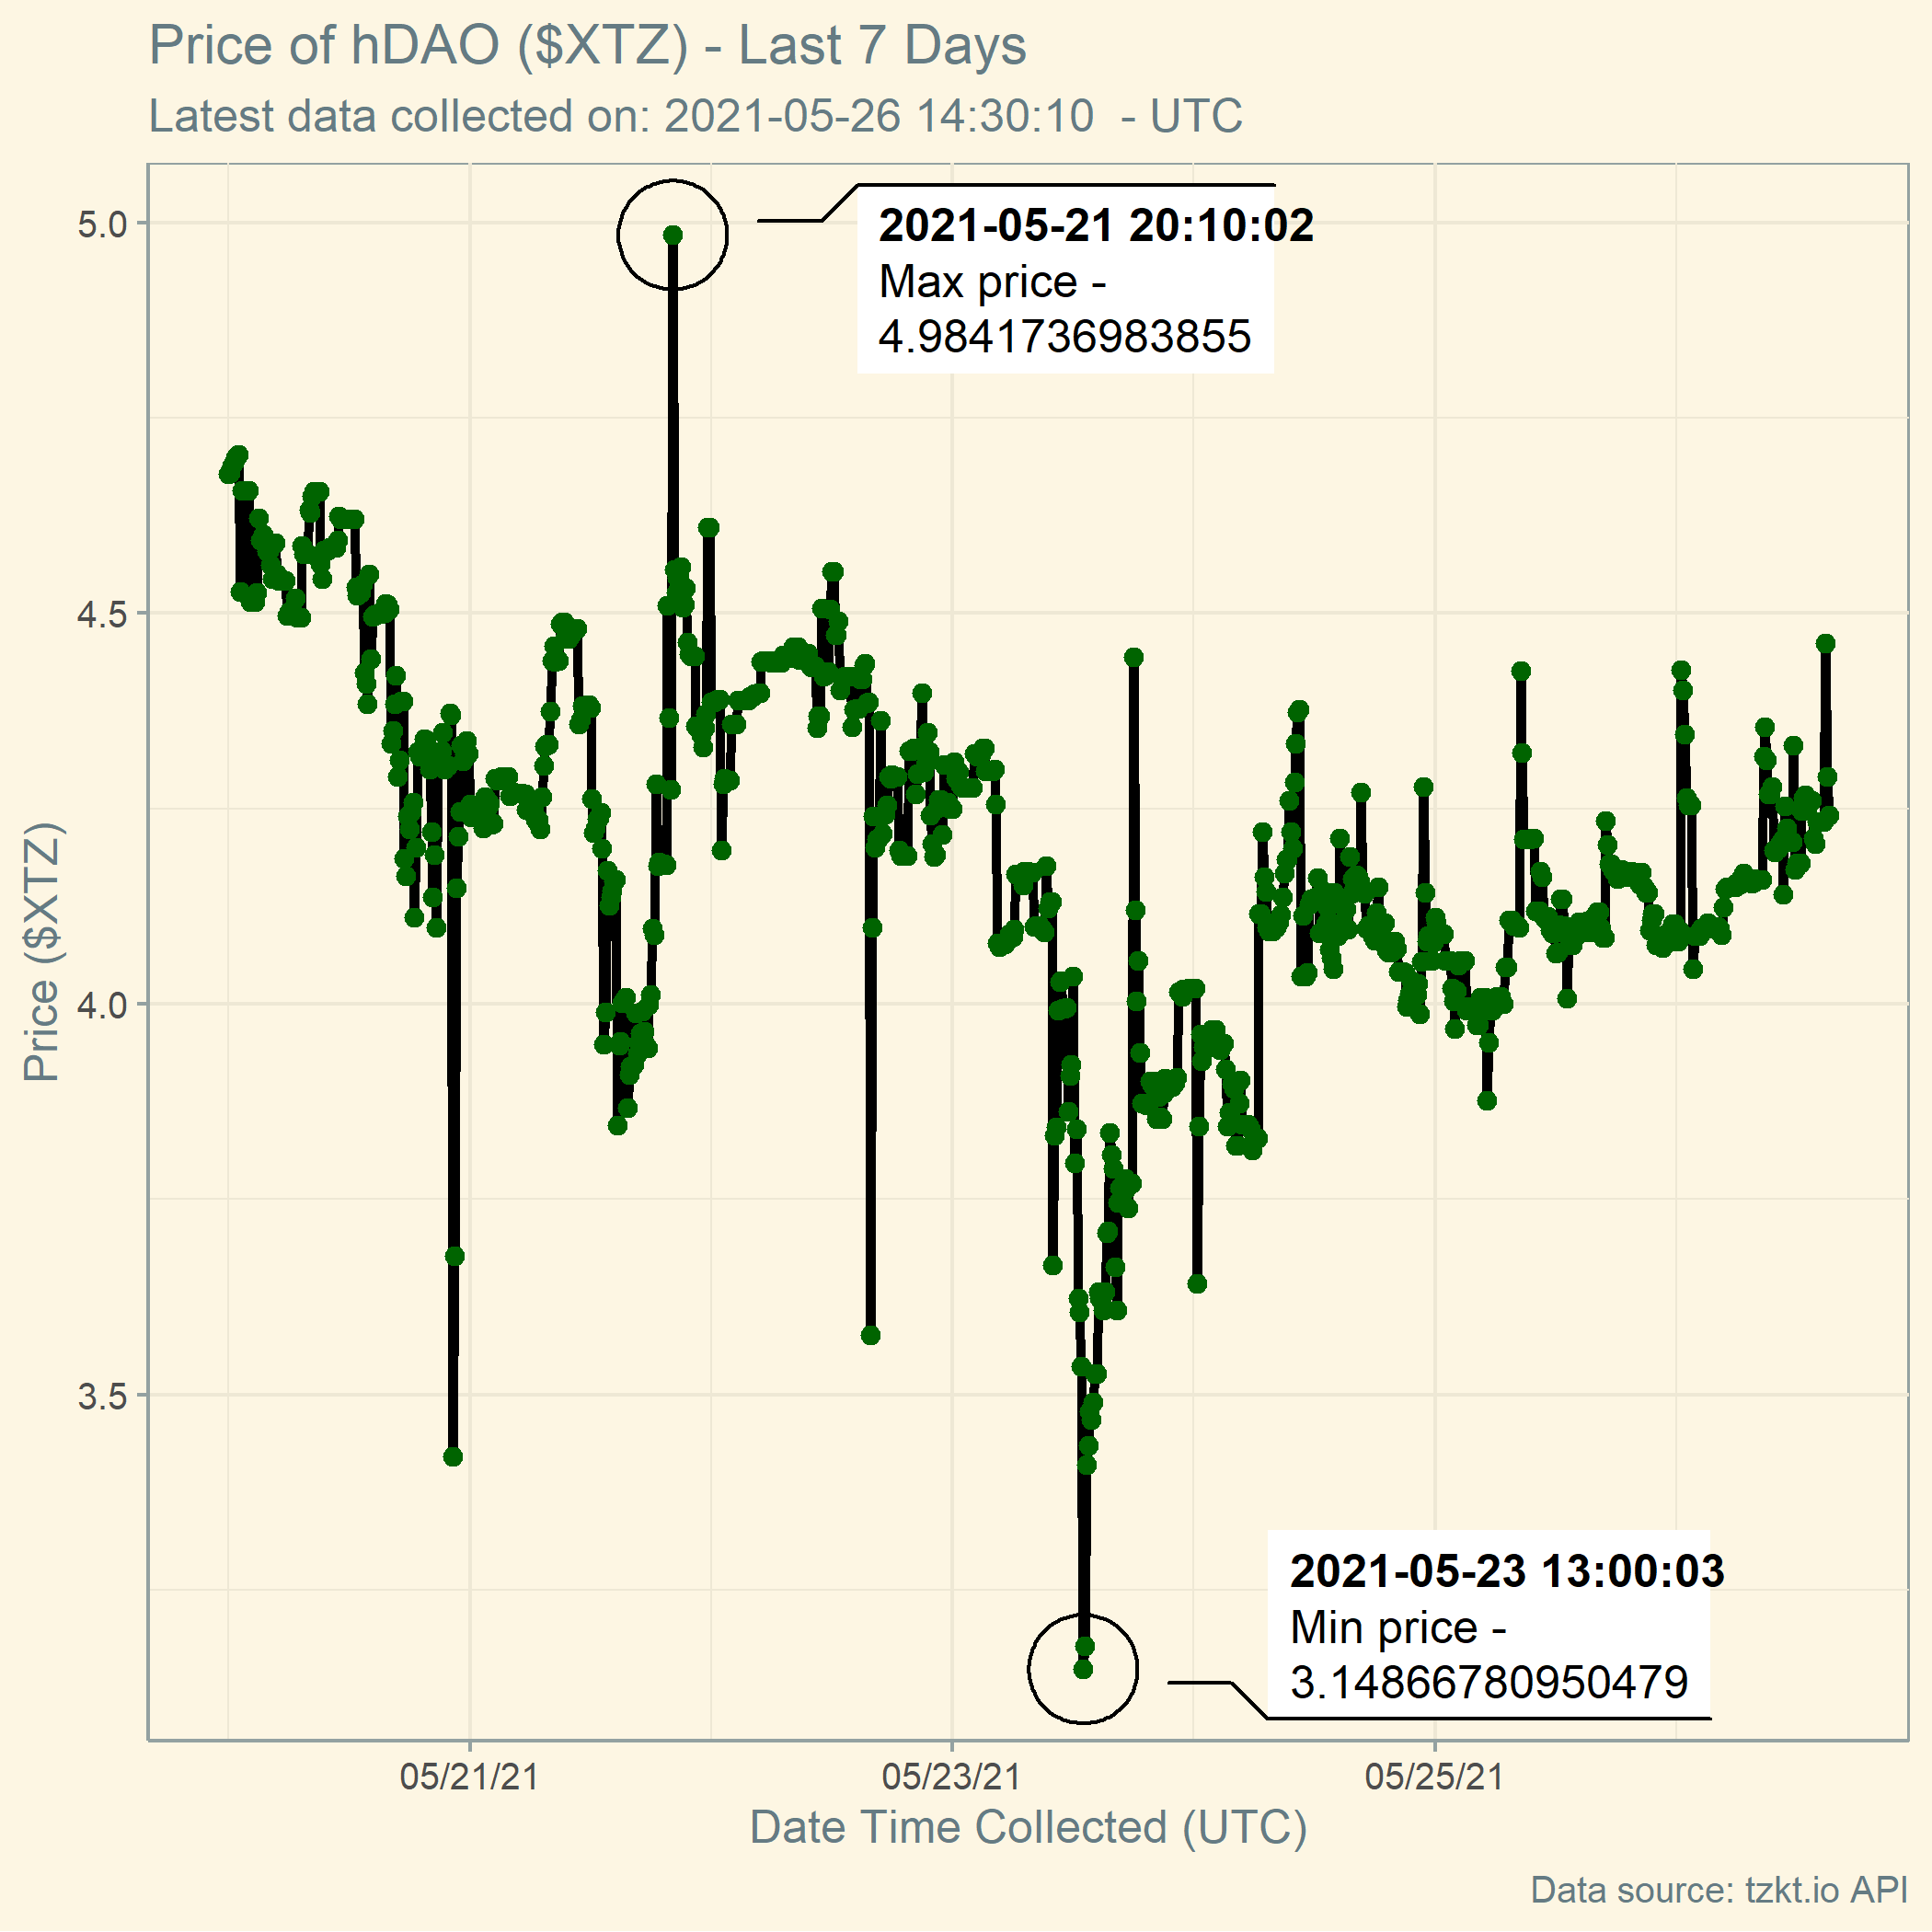 Price of hDAO ($XTZ) - Last 7 Days
Latest data collected on: 2021-05-26 14:30:10  - UTC
5.0
4.5
4.0
3.5
Price ($XTZ)
2021-05-21 20:10:02
Max price -
4.9841736983855
2021-05-23 13:00:03
Min price -
3.14866780950479
05/21/21
05/23/21
05/25/21
Date Time Collected (UTC)
Data source: tzkt.io API